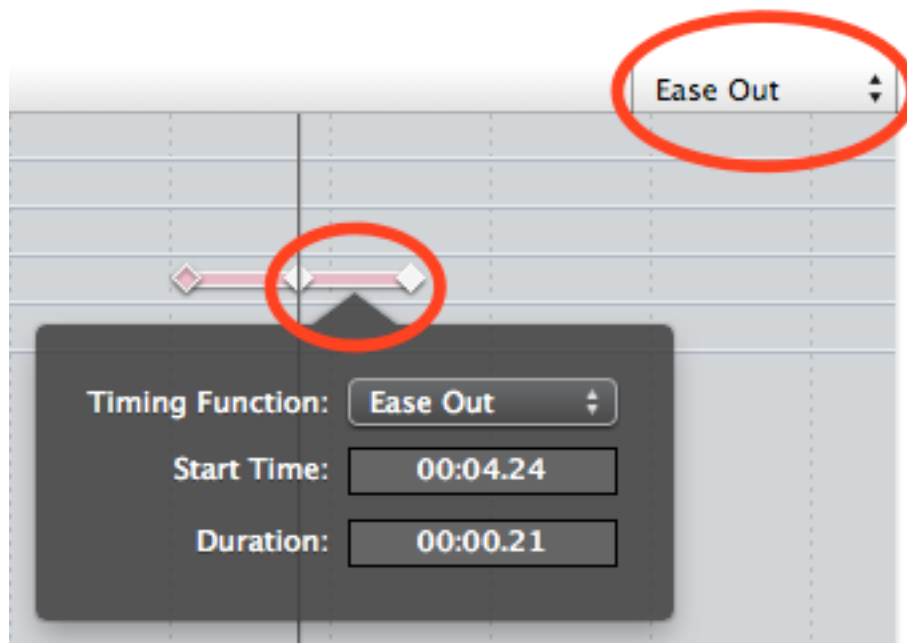 Ease Out
Timing Function: Ease Out
Start Time: 00:04.24
Duration: 00:00.21